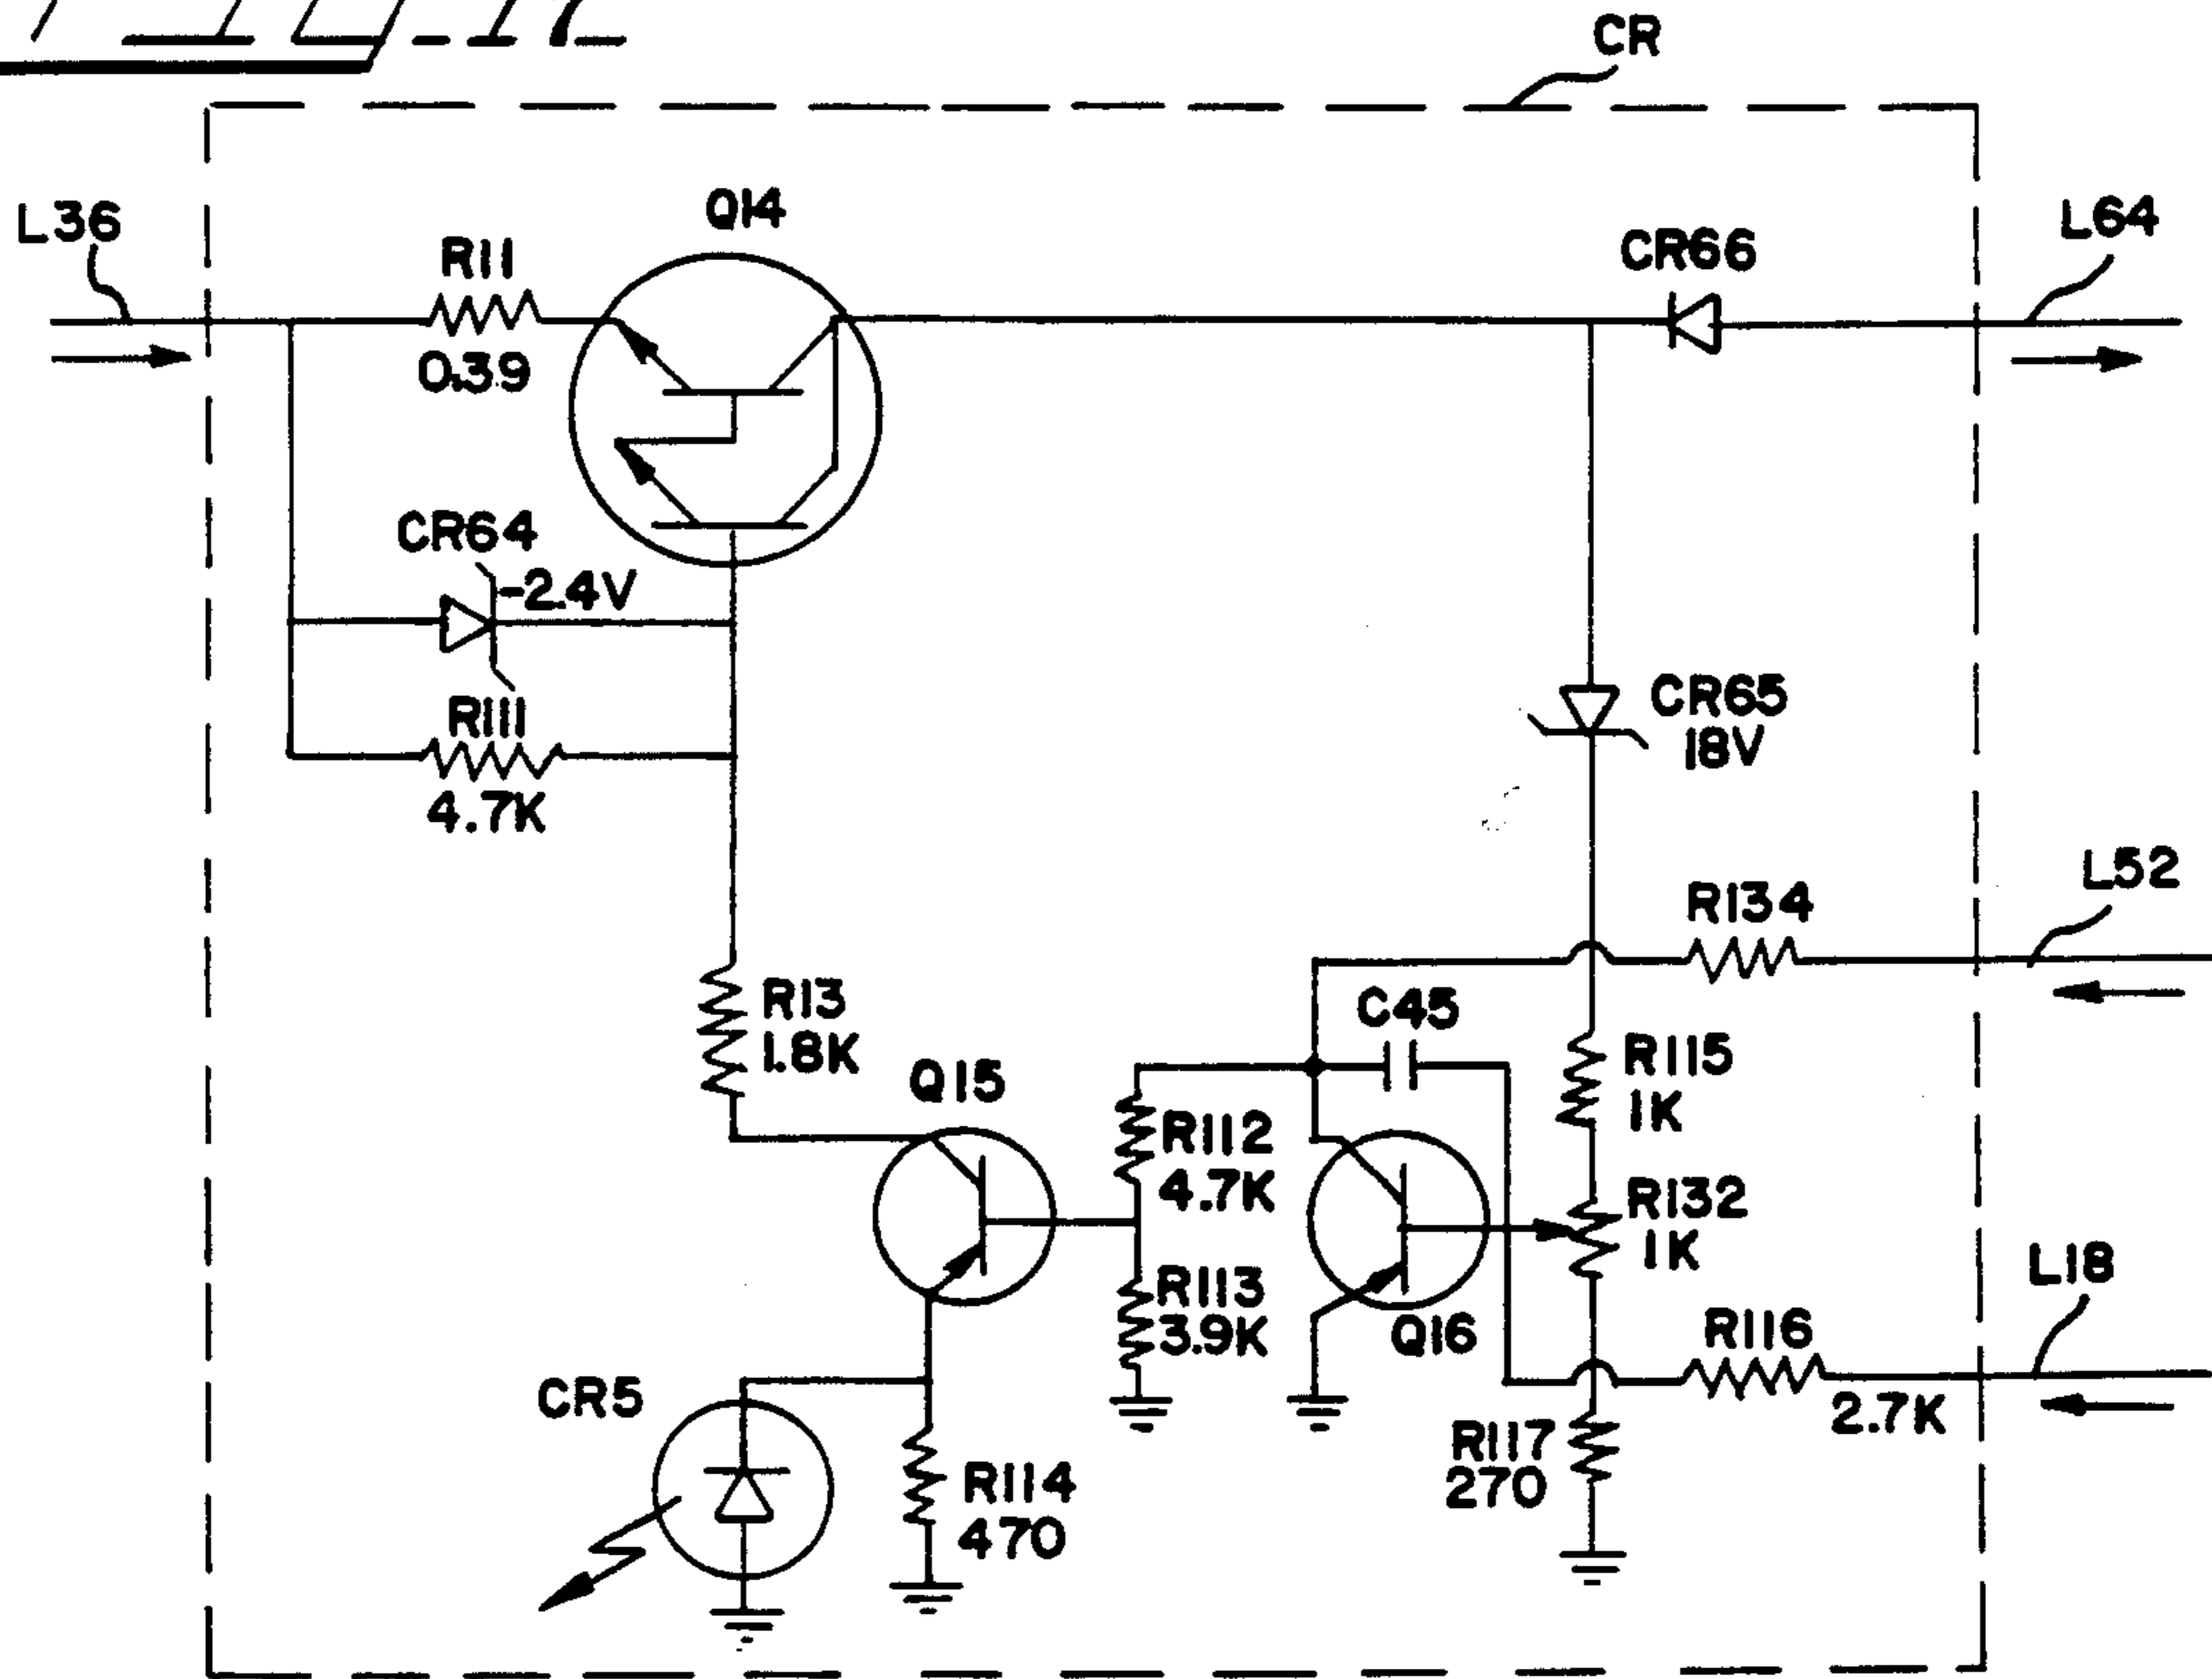 CR
L36
R11
0.39
Q14
CR66
L64
CR64
-2.4V
R111
4.7K
CR65
18V
R134
L52
R13
1.8K
Q15
C45
R115
1K
R112
4.7K
R132
1K
R113
3.9K
Q16
R116
2.7K
L18
CR5
R114
470
R117
270